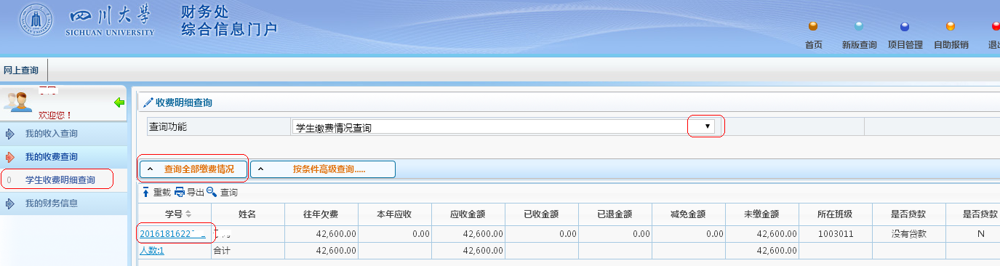 四川大學
SICHUAN UNIVERSITY
财务处
综合信息门户
首页 新版查询 项目管理 自助报销
网上查询
欢迎您！
我的收入查询
我的收费查询
0 学生收费明细查询
我的财务信息
收费明细查询
查询功能 学生缴费情况查询
查询全部缴费情况 按条件高级查询.....
重载 导出 查询
学号 姓名 往年欠费 本年应收 应收金额 已收金额 已退金额 减免金额 未缴金额 所在班级 是否贷款 是否贷款
42,600.00 0.00 42,600.00 0.00 0.00 0.00 42,600.00 1003011 没有贷款 N
人数:1 合计 42,600.00 42,600.00 42,600.00